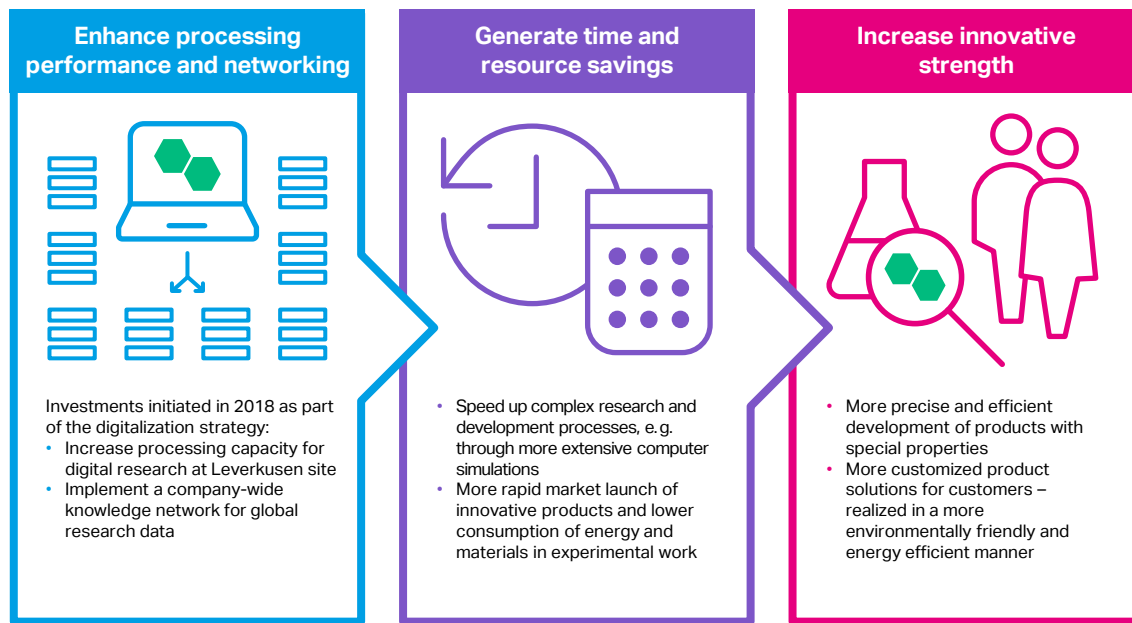 Enhance processing
performance and networking
Investments initiated in 2018 as part
of the digitalization strategy:
• Increase processing capacity for
digital research at Leverkusen site
• Implement a company-wide
knowledge network for global
research data
Generate time and
resource savings
• Speed up complex research and
development processes, e.g.
through more extensive computer
simulations
• More rapid market launch of
innovative products and lower
consumption of energy and
materials in experimental work
Increase innovative
strength
• More precise and efficient
development of products with
special properties
• More customized product
solutions for customers –
realized in a more
environmentally friendly and
energy efficient manner